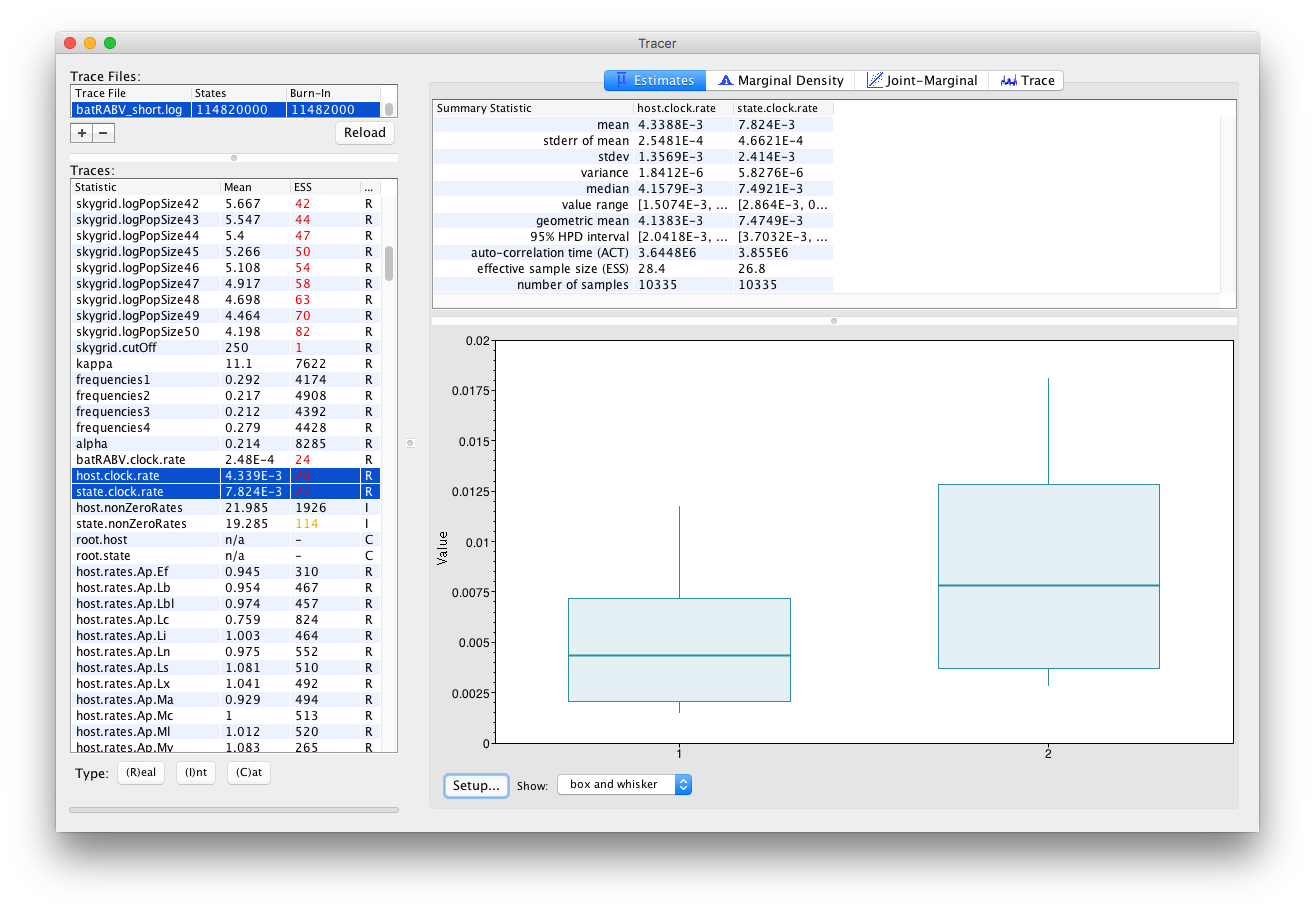 Tracer
Trace Files:
Trace File States Burn-In
batRABV_short.log 114820000 11482000
+ − Reload
Traces:
Statistic Mean ESS ...
skygrid.logPopSize42 5.667 42 R
skygrid.logPopSize43 5.547 44 R
skygrid.logPopSize44 5.4 47 R
skygrid.logPopSize45 5.266 50 R
skygrid.logPopSize46 5.108 54 R
skygrid.logPopSize47 4.917 58 R
skygrid.logPopSize48 4.698 63 R
skygrid.logPopSize49 4.464 70 R
skygrid.logPopSize50 4.198 82 R
skygrid.cutOff 250 1 R
kappa 11.1 7622 R
frequencies1 0.292 4174 R
frequencies2 0.217 4908 R
frequencies3 0.212 4392 R
frequencies4 0.279 4428 R
alpha 0.214 8285 R
batRABV.clock.rate 2.48E-4 24 R
host.clock.rate 4.339E-3 28 R
state.clock.rate 7.824E-3 27 R
host.nonZeroRates 21.985 1926 I
state.nonZeroRates 19.285 114 I
root.host n/a - C
root.state n/a - C
host.rates.Ap.Ef 0.945 310 R
host.rates.Ap.Lb 0.954 467 R
host.rates.Ap.Lbl 0.974 457 R
host.rates.Ap.Lc 0.759 824 R
host.rates.Ap.Li 1.003 464 R
host.rates.Ap.Ln 0.975 552 R
host.rates.Ap.Ls 1.081 510 R
host.rates.Ap.Lx 1.041 492 R
host.rates.Ap.Ma 0.929 494 R
host.rates.Ap.Mc 1 513 R
host.rates.Ap.Ml 1.012 520 R
host.rates.Ap.My 1.083 265 R
Type: (R)eal (I)nt (C)at
Estimates Marginal Density Joint-Marginal Trace
Summary Statistic host.clock.rate state.clock.rate
mean 4.3388E-3 7.824E-3
stderr of mean 2.5481E-4 4.6621E-4
stdev 1.3569E-3 2.414E-3
variance 1.8412E-6 5.8276E-6
median 4.1579E-3 7.4921E-3
value range [1.5074E-3, ... [2.864E-3, 0...
geometric mean 4.1383E-3 7.4749E-3
95% HPD interval [2.0418E-3, ... [3.7032E-3, ...
auto-correlation time (ACT) 3.6448E6 3.855E6
effective sample size (ESS) 28.4 26.8
number of samples 10335 10335
0.02
0.0175
0.015
0.0125
0.01
0.0075
0.005
0.0025
0
Value
1 2
Setup... Show: box and whisker